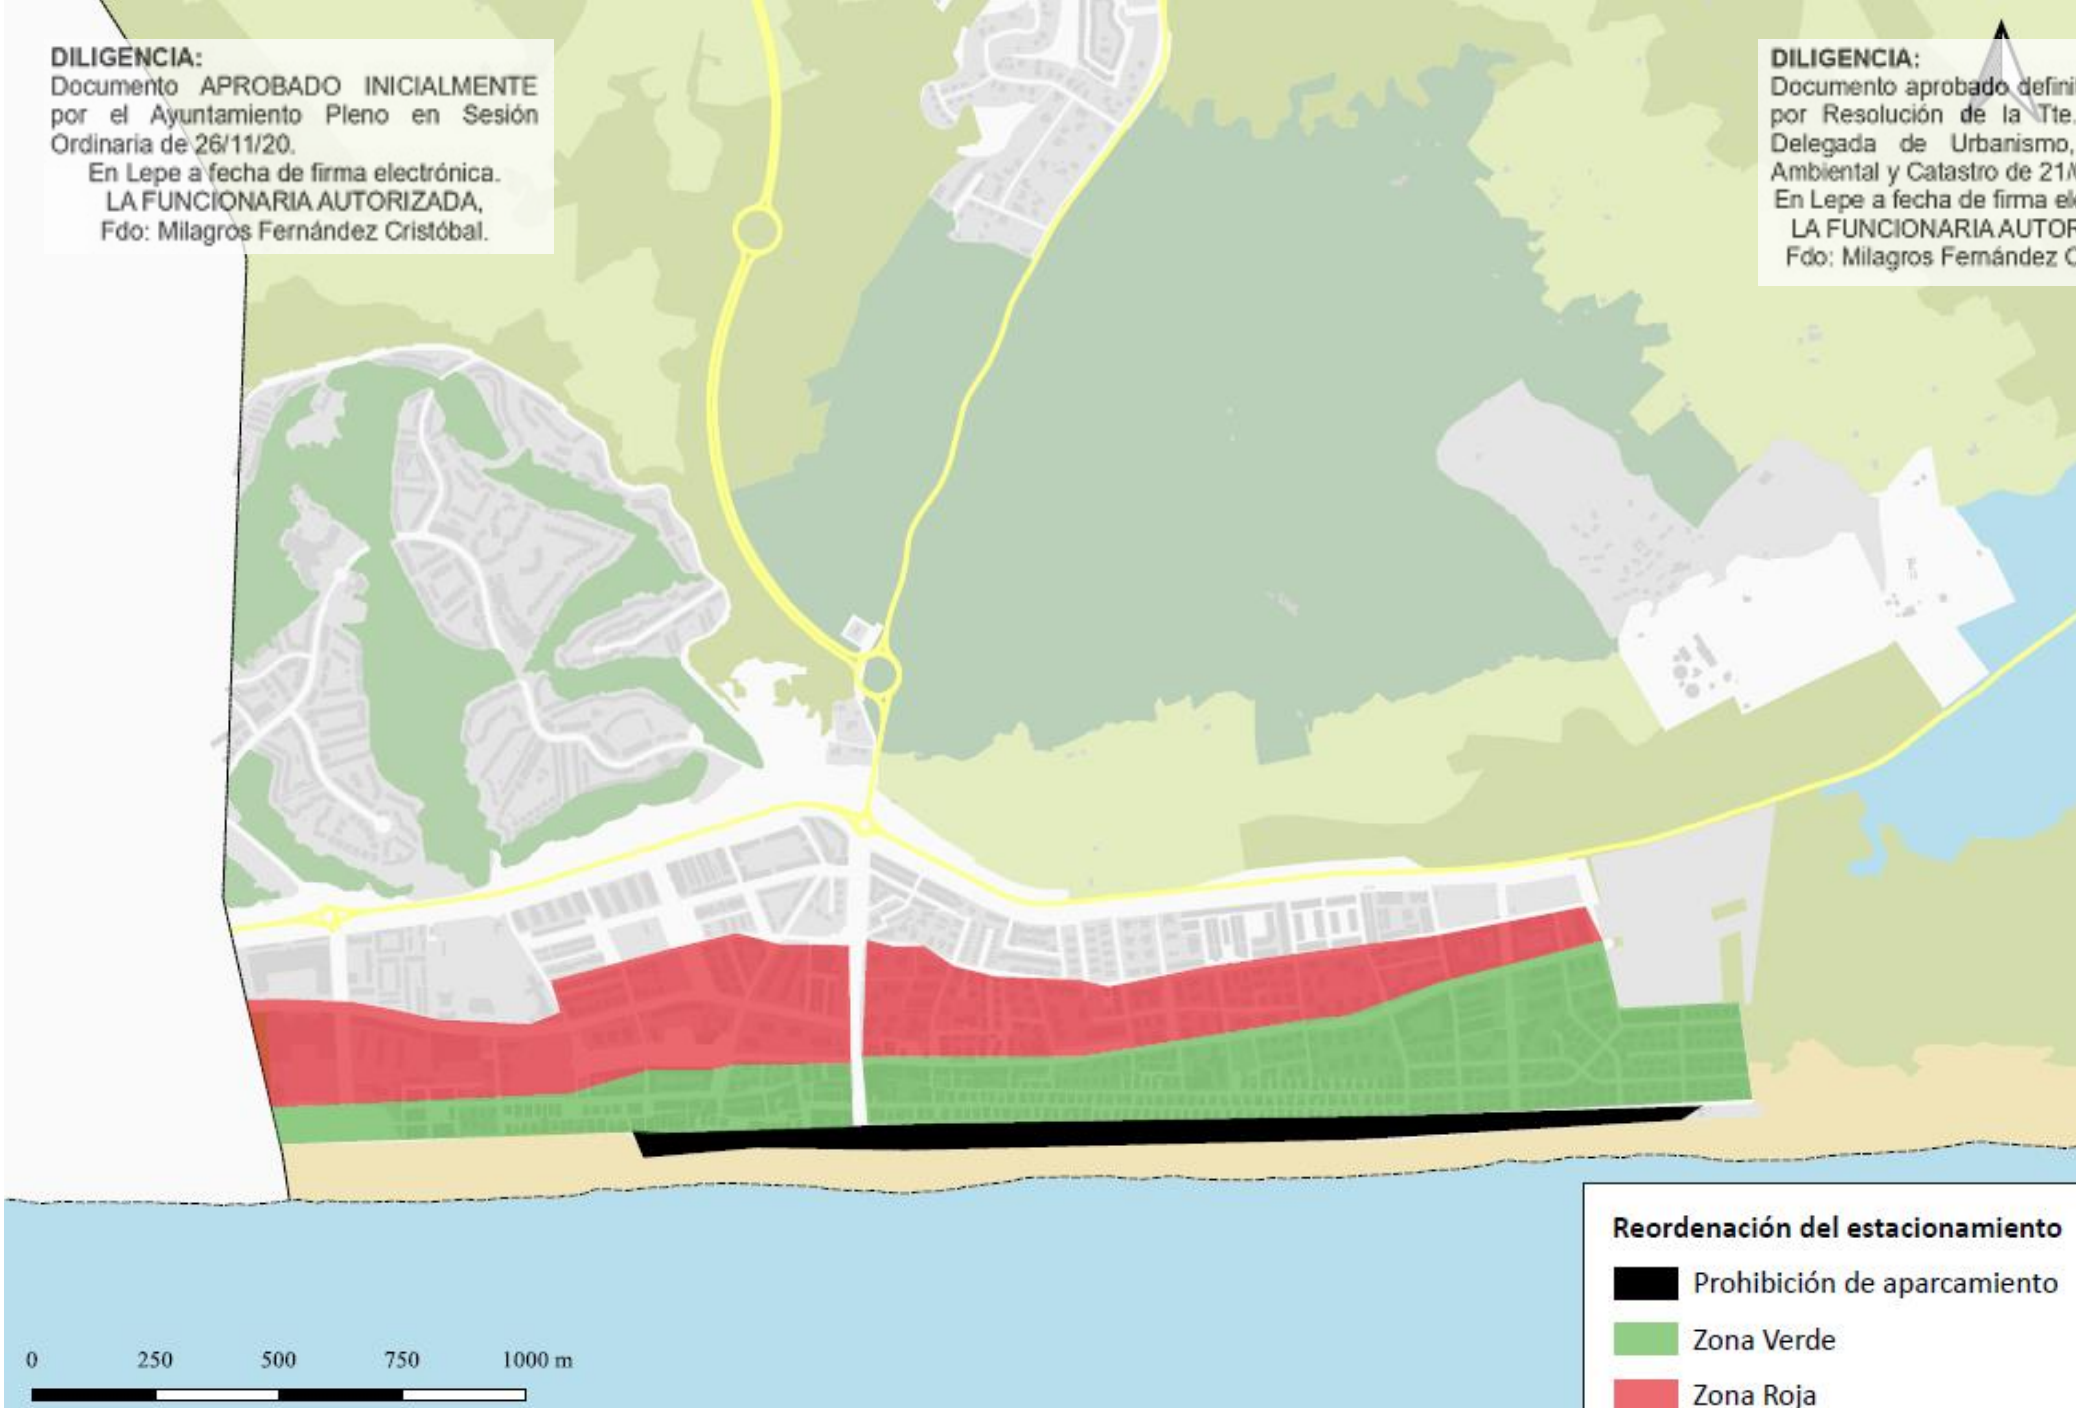 DILIGENCIA:
Documento APROBADO INICIALMENTE
por el Ayuntamiento Pleno en Sesión
Ordinaria de 26/11/20.
En Lepe a fecha de firma electrónica.
LA FUNCIONARIA AUTORIZADA,
Fdo: Milagros Fernández Cristóbal.
DILIGENCIA:
Documento aprobado
por Resolución de la Tte.
Delegada de Urbanismo,
Ambiental y Catastro de
En Lepe a fecha de firma
LA FUNCIONARIA
Fdo: Milagros Fernández
Reordenación del estacionamiento
Prohibición de aparcamiento
Zona Verde
Zona Roja
0 250 500 750 1000 m